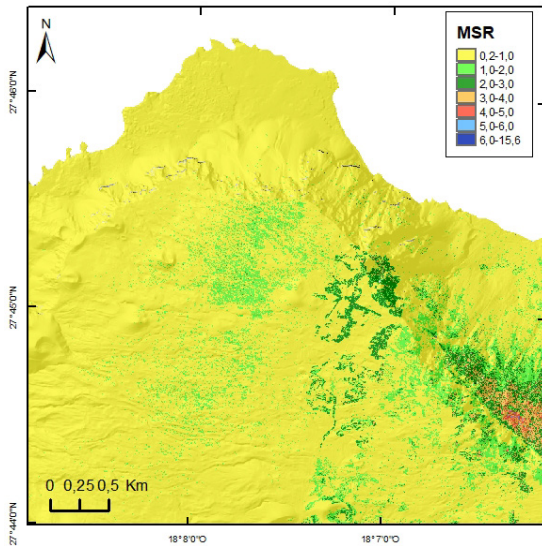 N
MSR
0,2-1,0
1,0-2,0
2,0-3,0
3,0-4,0
4,0-5,0
5,0-6,0
6,0-15,6
27°46'0"N
27°45'0"N
27°44'0"N
0 0,25 0,5 Km
18°8'0"O
18°7'0"O